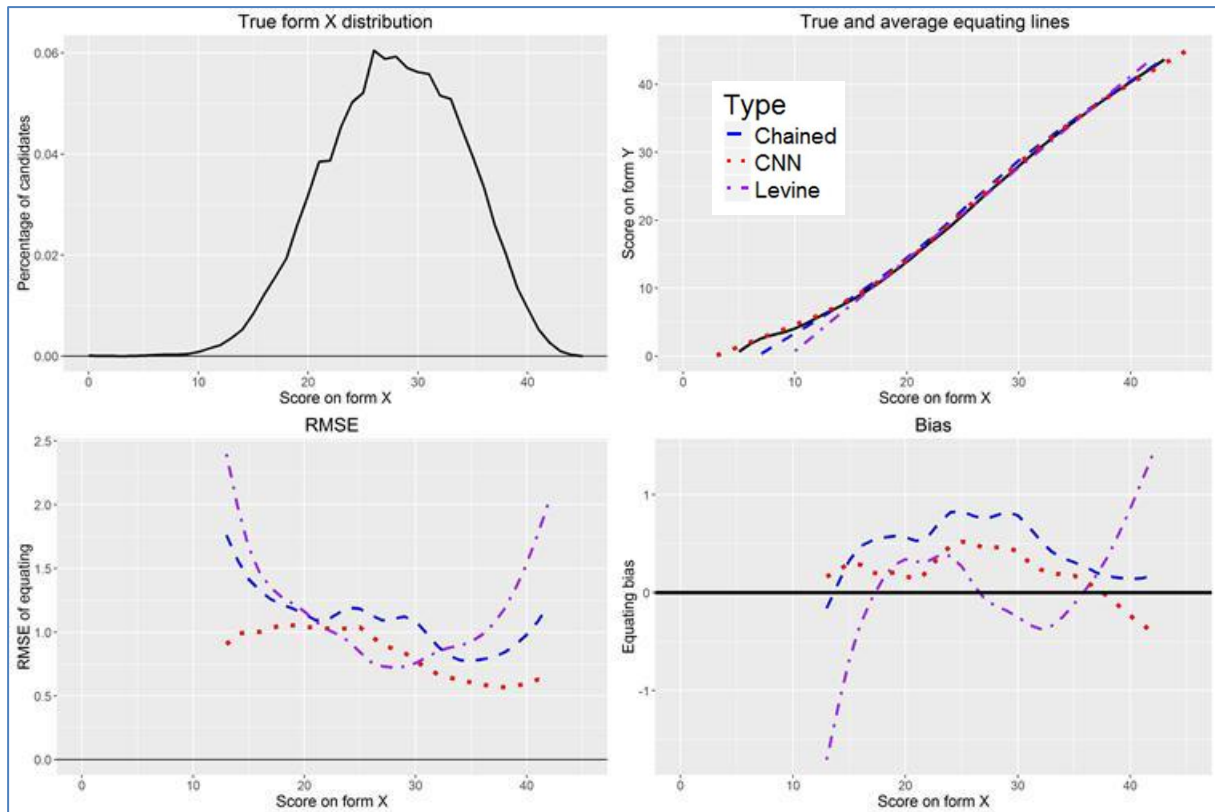 True form X distribution
Percentage of candidates
0.06
0.04
0.02
0.00
0 10 20 30 40
Score on form X
True and average equating lines
Score on form Y
40
30
20
10
0
Type
Chained
CNN
Levine
0 10 20 30 40
Score on form X
RMSE
RMSE of equating
2.5
2.0
1.5
1.0
0.5
0.0
0 10 20 30 40
Score on form X
Bias
Equating bias
1
0
-1
0 10 20 30 40
Score on form X